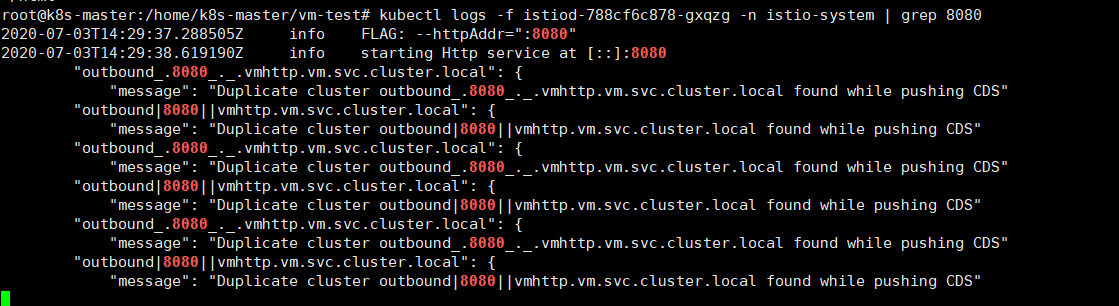 root@k8s-master:/home/k8s-master/vm-test# kubectl logs -f istiod-788cf6c878-gxqzg -n istio-system | grep 8080
2020-07-03T14:29:37.288505Z     info    FLAG: --httpAddr=":8080"
2020-07-03T14:29:38.619190Z     info    starting Http service at [::]:8080
        "outbound_.8080_._.vmhttp.vm.svc.cluster.local": {
            "message": "Duplicate cluster outbound_.8080_._.vmhttp.vm.svc.cluster.local found while pushing CDS"
        "outbound|8080||vmhttp.vm.svc.cluster.local": {
            "message": "Duplicate cluster outbound|8080||vmhttp.vm.svc.cluster.local found while pushing CDS"
        "outbound_.8080_._.vmhttp.vm.svc.cluster.local": {
            "message": "Duplicate cluster outbound_.8080_._.vmhttp.vm.svc.cluster.local found while pushing CDS"
        "outbound|8080||vmhttp.vm.svc.cluster.local": {
            "message": "Duplicate cluster outbound|8080||vmhttp.vm.svc.cluster.local found while pushing CDS"
        "outbound_.8080_._.vmhttp.vm.svc.cluster.local": {
            "message": "Duplicate cluster outbound_.8080_._.vmhttp.vm.svc.cluster.local found while pushing CDS"
        "outbound|8080||vmhttp.vm.svc.cluster.local": {
            "message": "Duplicate cluster outbound|8080||vmhttp.vm.svc.cluster.local found while pushing CDS"